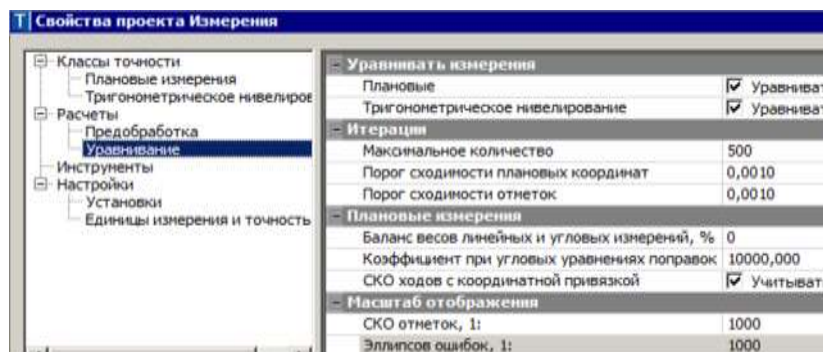 T Свойства проекта Измерения
Классы точности
Плановые измерения
Тригонометрическое нивелиров
Расчеты
Предобработка
Уравнивание
Инструменты
Настройки
Установки
Единицы измерения и точность
Уравнивать измерения
Плановые Уравниват
Тригонометрическое нивелирование Уравниват
Итерации
Максимальное количество 500
Порог сходимости плановых координат 0,0010
Порог сходимости отметок 0,0010
Плановые измерения
Баланс весов линейных и угловых измерений, % 0
Коэффициент при угловых уравнениях поправок 10000,000
СКО ходов с координатной привязкой Учитыват
Масштаб отображения
СКО отметок, 1: 1000
Эллипсов ошибок, 1: 1000